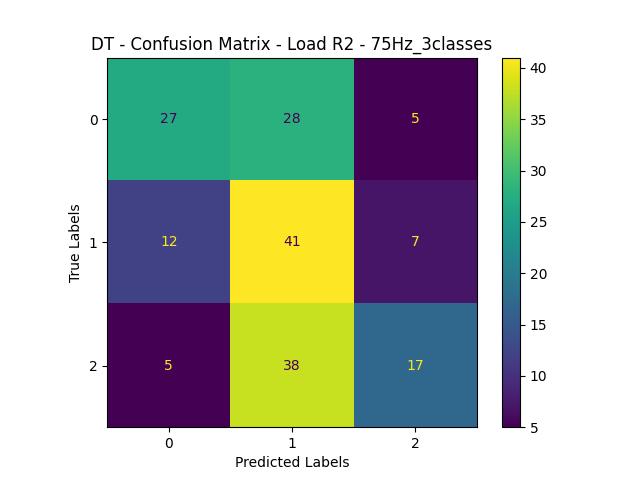 DT - Confusion Matrix - Load R2 - 75Hz_3classes
0 27 28 5
1 12 41 7
2 5 38 17
0 1 2
True Labels
Predicted Labels
40
35
30
25
20
15
10
5